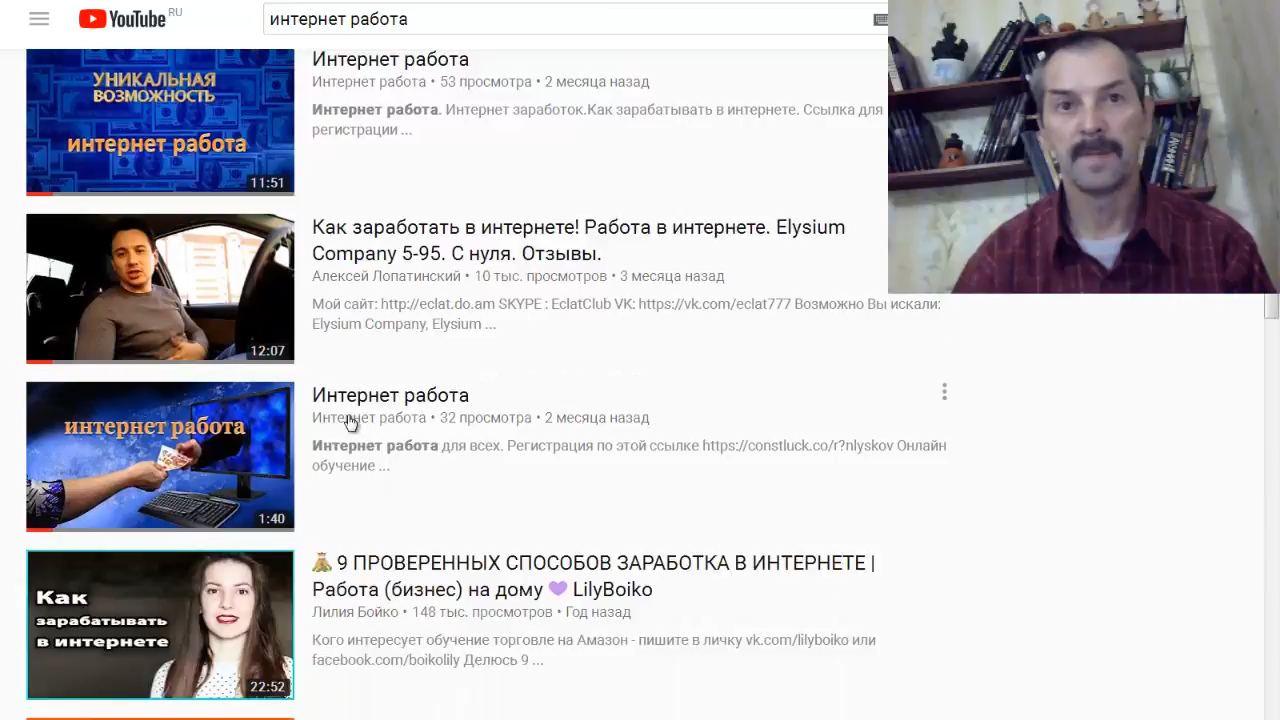 YouTube RU
интернет работа
УНИКАЛЬНАЯ
ВОЗМОЖНОСТЬ
интернет работа
11:51
Интернет работа
Интернет работа • 53 просмотра • 2 месяца назад
Интернет работа. Интернет заработок.Как зарабатывать в интернете. Ссылка для
регистрации ...
12:07
Как заработать в интернете! Работа в интернете. Elysium
Company 5-95. С нуля. Отзывы.
Алексей Лопатинский • 10 тыс. просмотров • 3 месяца назад
Мой сайт: http://eclat.do.am SKYPE : EclatClub VK: https://vk.com/eclat777 Возможно Вы искали:
Elysium Company, Elysium ...
интернет работа
1:40
Интернет работа
Интернет работа • 32 просмотра • 2 месяца назад
Интернет работа для всех. Регистрация по этой ссылке https://constluck.co/r?nlyskov Онлайн
обучение ...
Как
зарабатывать
в интернете
22:52
💰 9 ПРОВЕРЕННЫХ СПОСОБОВ ЗАРАБОТКА В ИНТЕРНЕТЕ |
Работа (бизнес) на дому 💜 LilyBoiko
Лилия Бойко • 148 тыс. просмотров • Год назад
Кого интересует обучение торговле на Амазон - пишите в личку vk.com/lilyboiko или
facebook.com/boikolily Делюсь 9 ...